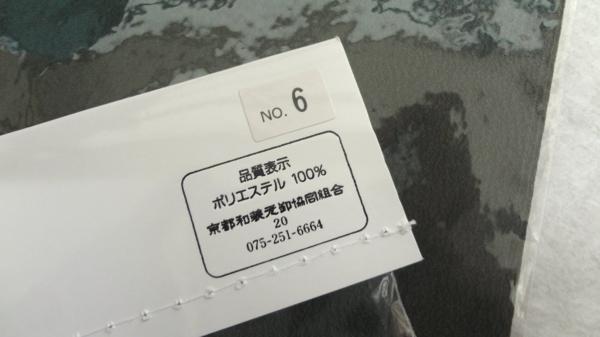 NO. 6
品質表示
ポリエステル 100%
京都和装元卸協同組合
20
075-251-6664